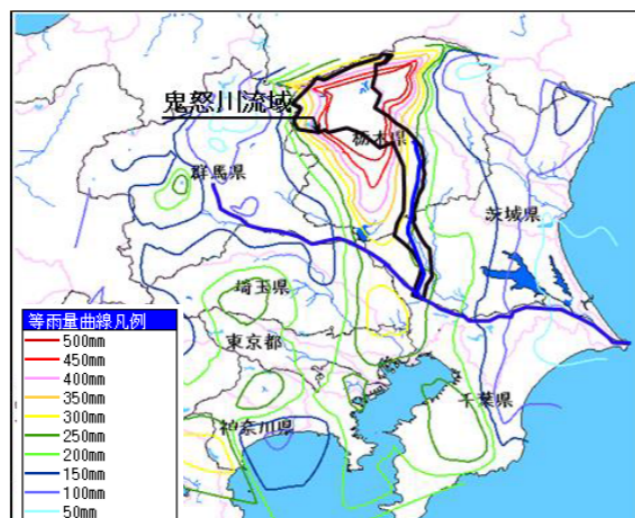 鬼怒川流域
栃木県
群馬県
茨城県
埼玉県
東京都
千葉県
神奈川県
等雨量曲線凡例
500mm
450mm
400mm
350mm
300mm
250mm
200mm
150mm
100mm
50mm